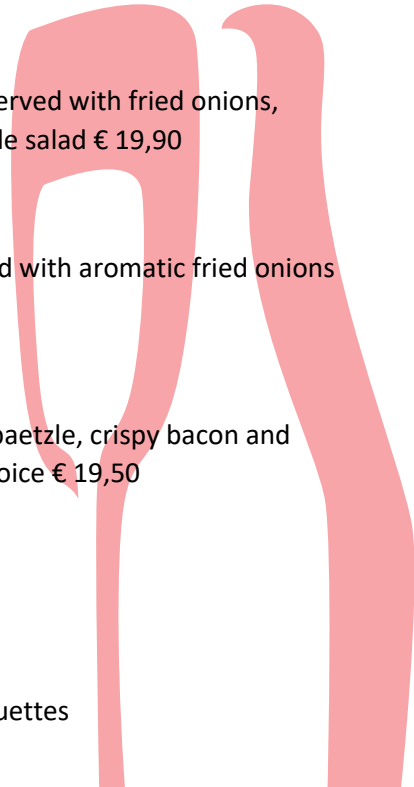 erved with fried onions,
le salad € 19,90
d with aromatic fried onions
paetzle, crispy bacon and
oice € 19,50
uettes